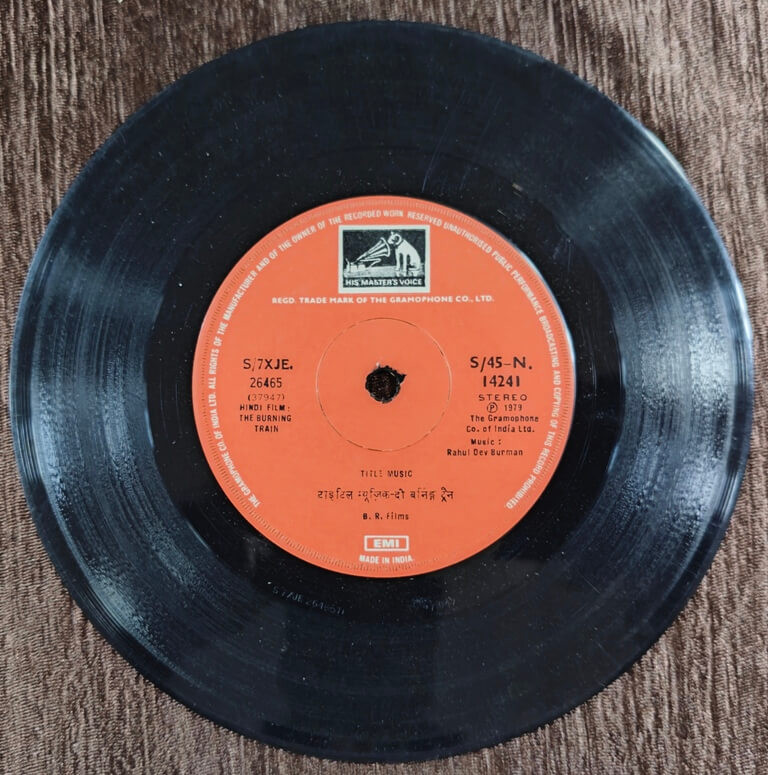 THE GRAMOPHONE CO. OF INDIA LTD. ALL RIGHTS OF THE MANUFACTURER AND OF THE OWNER OF THE RECORDED WORK RESERVED UNAUTHORISED PUBLIC PERFORMANCE BROADCASTING AND COPYING OF THIS RECORD PROHIBITED.
HIS MASTER'S VOICE
REGD. TRADE MARK OF THE GRAMOPHONE CO., LTD.
S/7XJE.
26465
(37947)
HINDI FILM:
THE BURNING
TRAIN
S/45-N.
14241
STEREO
Ⓟ 1979
The Gramophone
Co. of India Ltd.
Music:
Rahul Dev Burman
TITLE MUSIC
टाइटिल म्यूज़िक-दी बर्निंङ्ग ट्रैन
B. R. Films
EMI
MADE IN INDIA.